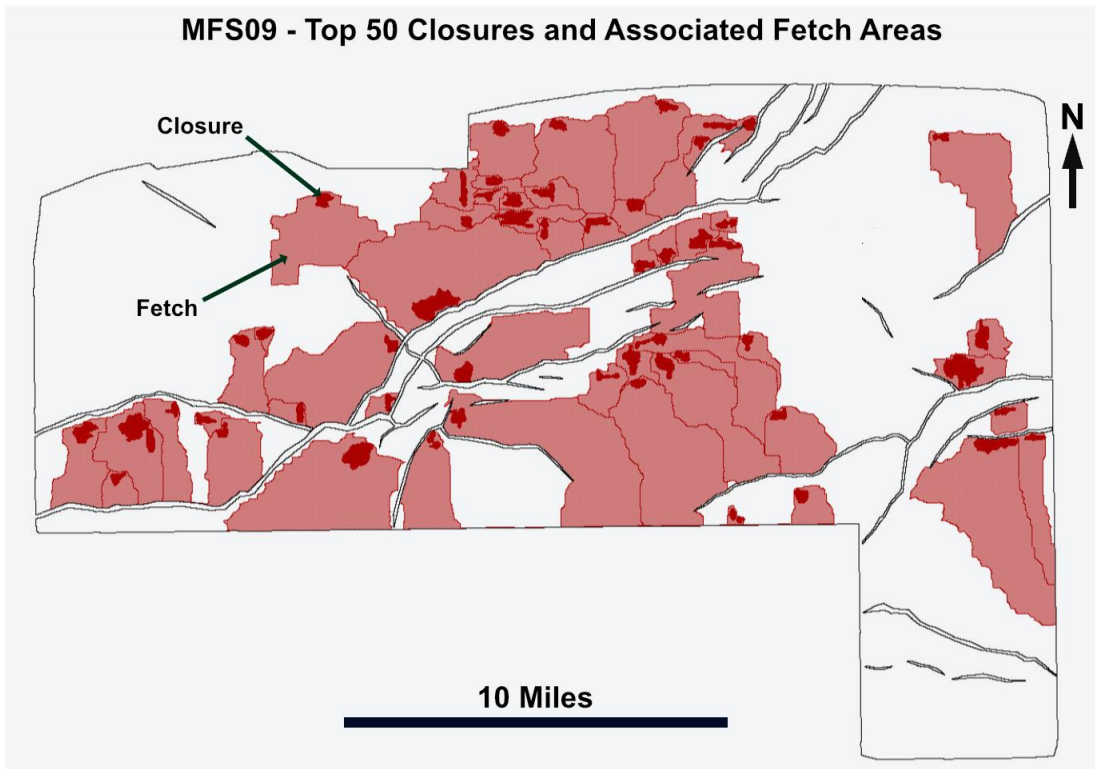 MFS09 - Top 50 Closures and Associated Fetch Areas
Closure
N
Fetch
10 Miles